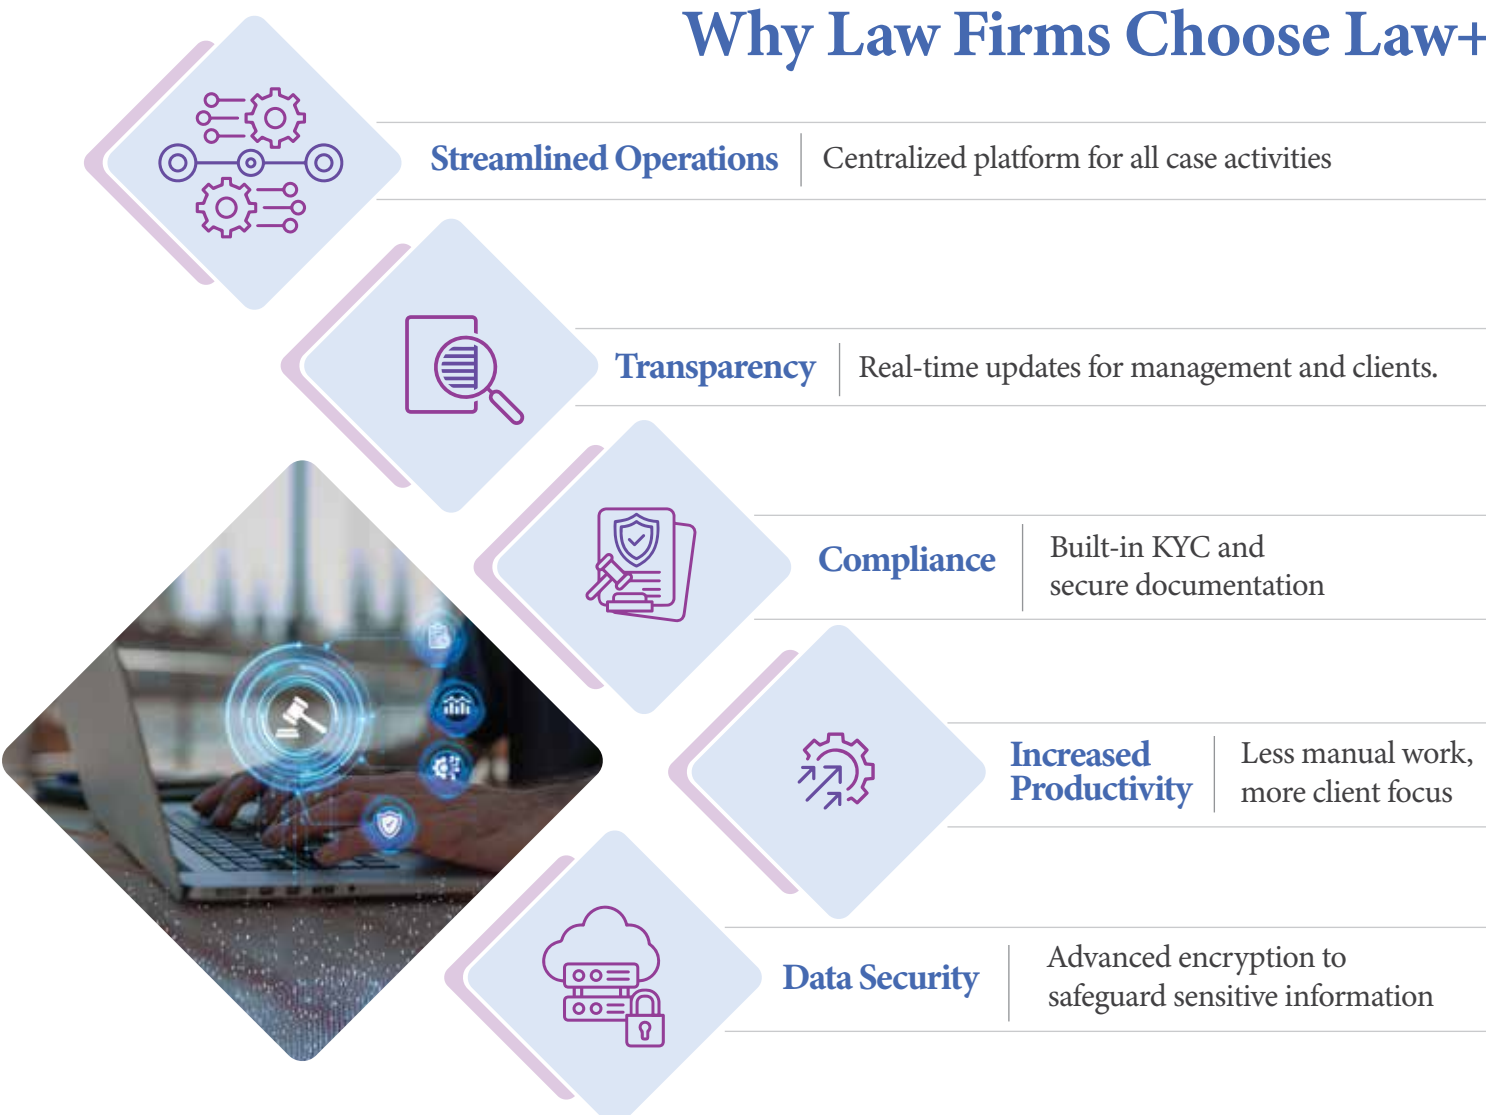 Why Law Firms Choose Law+
Streamlined Operations
Centralized platform for all case activities
Transparency
Real-time updates for management and clients.
Compliance
Built-in KYC and
secure documentation
Increased
Productivity
Less manual work,
more client focus
Data Security
Advanced encryption to
safeguard sensitive information